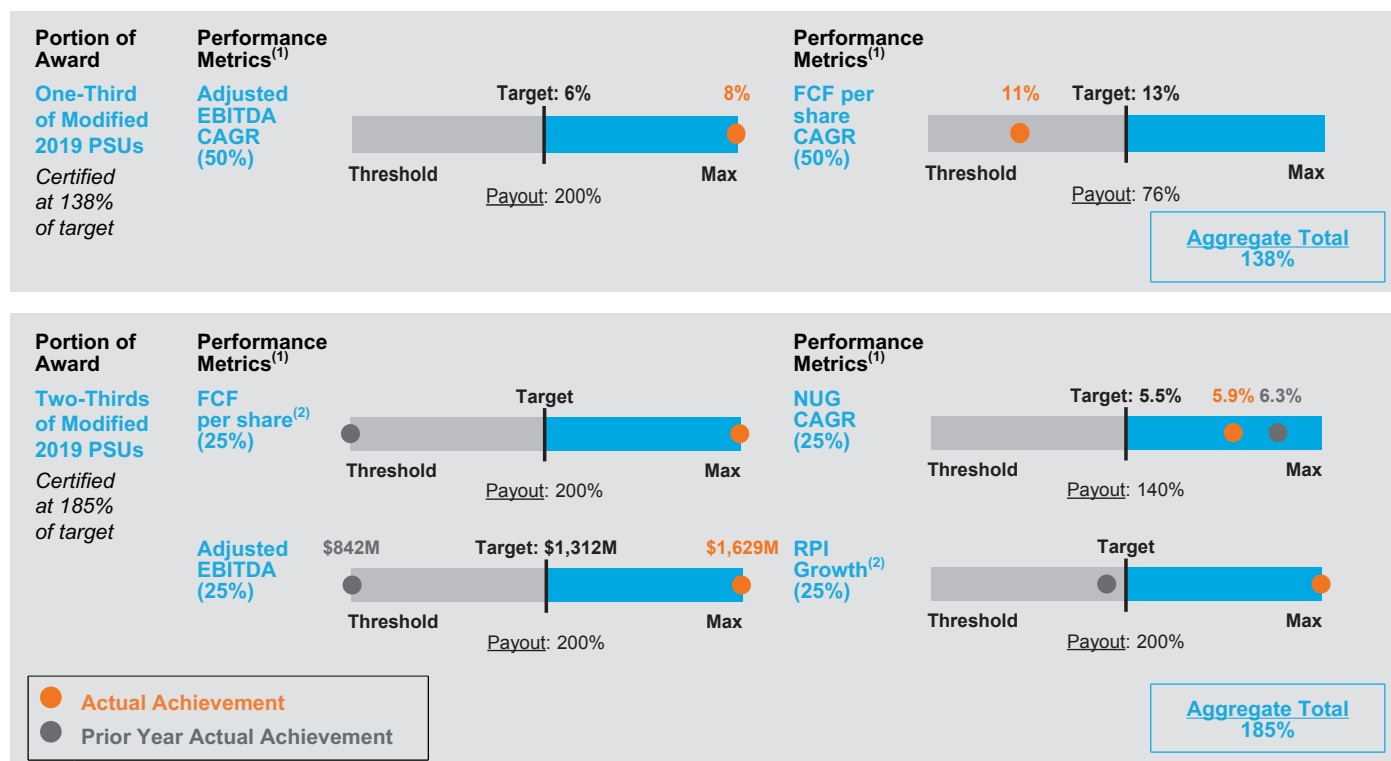 Portion of
Award
One-Third
of Modified
2019 PSUs
Certified
at 138%
of target
Performance
Metrics(1)
Adjusted
EBITDA
CAGR
(50%)
Target: 6%
8%
Threshold
Max
Payout: 200%
Performance
Metrics(1)
FCF per
share
CAGR
(50%)
11%
Target: 13%
Threshold
Max
Payout: 76%
Aggregate Total
138%
Portion of
Award
Two-Thirds
of Modified
2019 PSUs
Certified
at 185%
of target
Performance
Metrics(1)
FCF
per share(2)
(25%)
Target
Threshold
Max
Payout: 200%
Performance
Metrics(1)
NUG
CAGR
(25%)
Target: 5.5%
5.9%
6.3%
Threshold
Max
Payout: 140%
Adjusted
EBITDA
(25%)
$842M
Target: $1,312M
$1,629M
Threshold
Max
Payout: 200%
RPI
Growth(2)
(25%)
Target
Threshold
Max
Payout: 200%
Actual Achievement
Prior Year Actual Achievement
Aggregate Total
185%